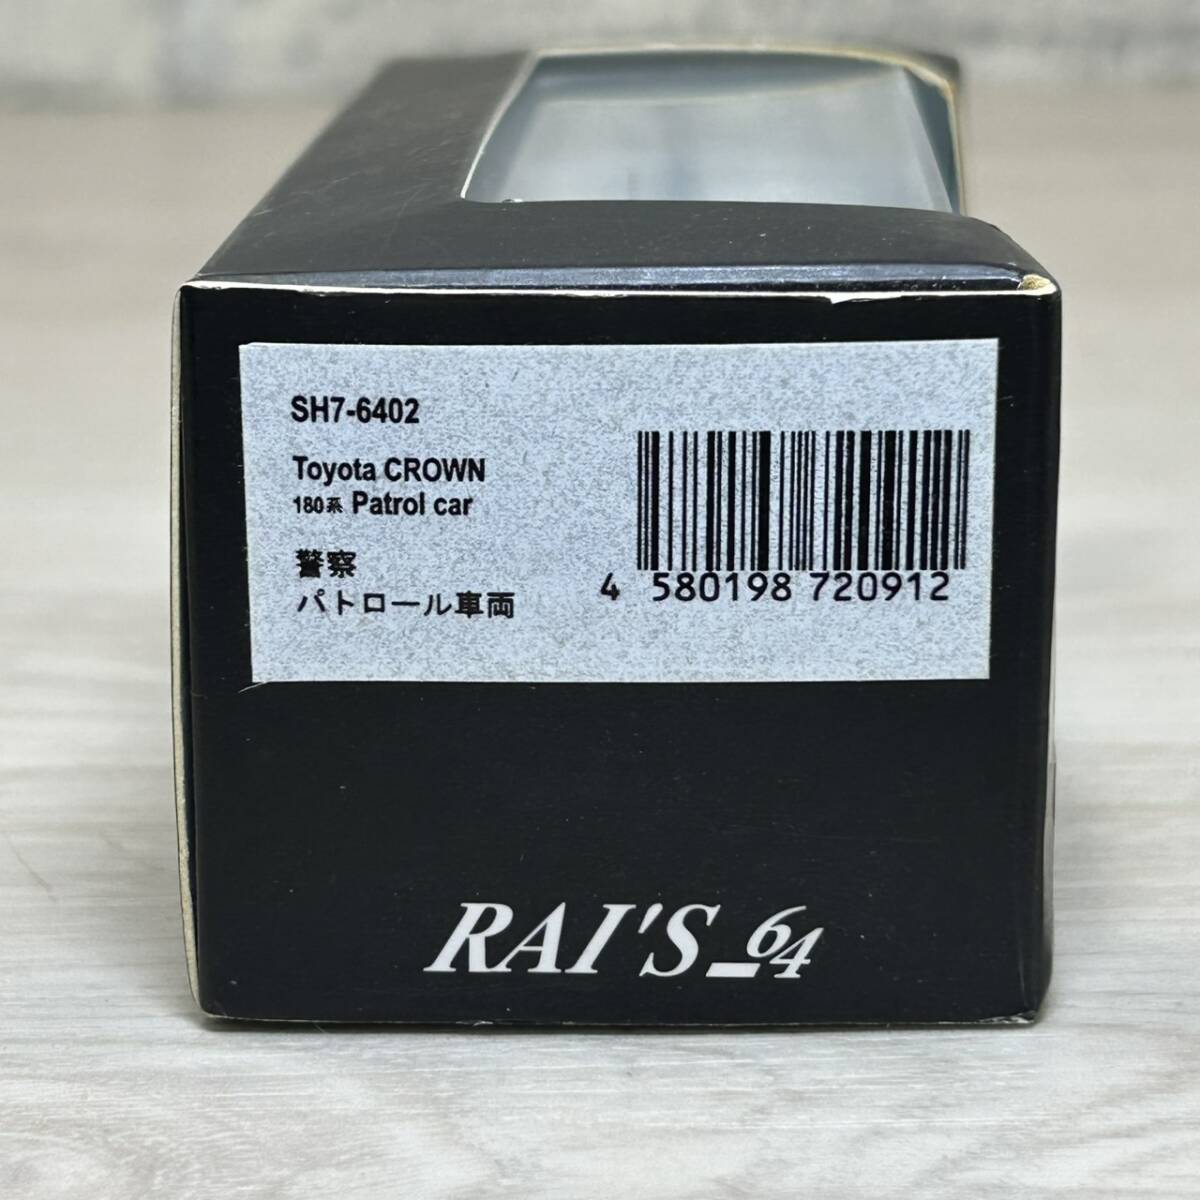 SH7-6402
Toyota CROWN
180系 Patrol car
警察
パトロール車両
4 580198 720912
RAI'S_64